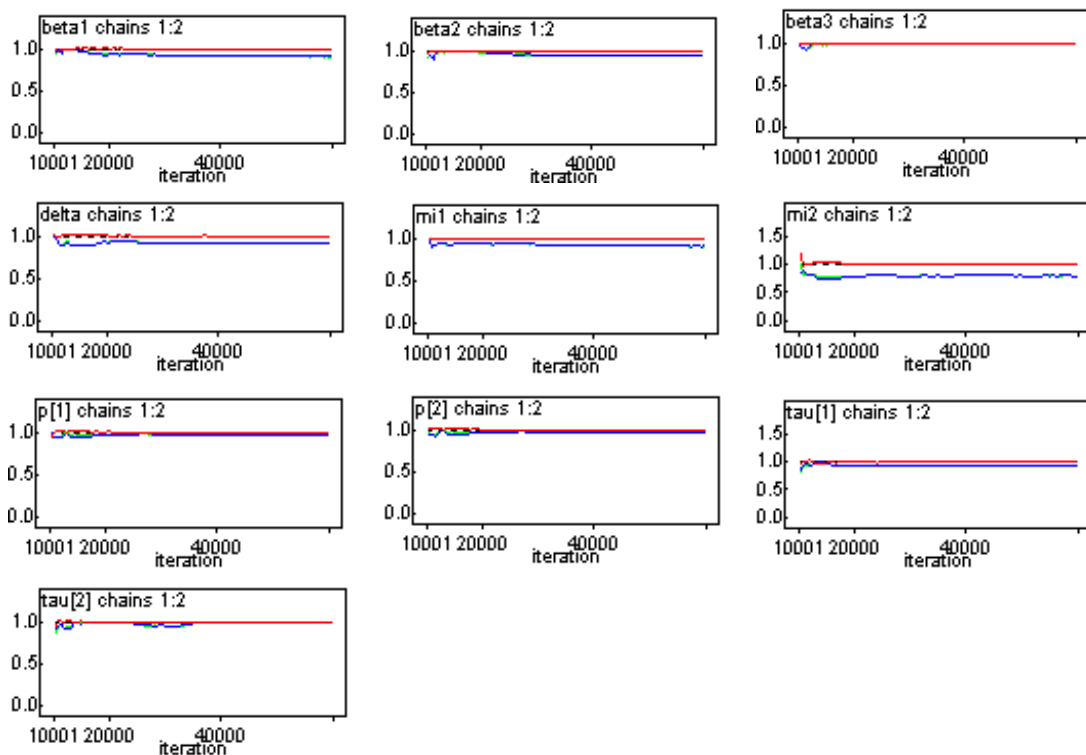 beta1 chains 1:2
1.0
0.5
0.0
10001 20000 40000
iteration
beta2 chains 1:2
1.0
0.5
0.0
10001 20000 40000
iteration
beta3 chains 1:2
1.0
0.5
0.0
10001 20000 40000
iteration
delta chains 1:2
1.0
0.5
0.0
10001 20000 40000
iteration
mi1 chains 1:2
1.0
0.5
0.0
10001 20000 40000
iteration
mi2 chains 1:2
1.5
1.0
0.5
0.0
10001 20000 40000
iteration
p[1] chains 1:2
1.0
0.5
0.0
10001 20000 40000
iteration
p[2] chains 1:2
1.0
0.5
0.0
10001 20000 40000
iteration
tau[1] chains 1:2
1.5
1.0
0.5
0.0
10001 20000 40000
iteration
tau[2] chains 1:2
1.0
0.5
0.0
10001 20000 40000
iteration